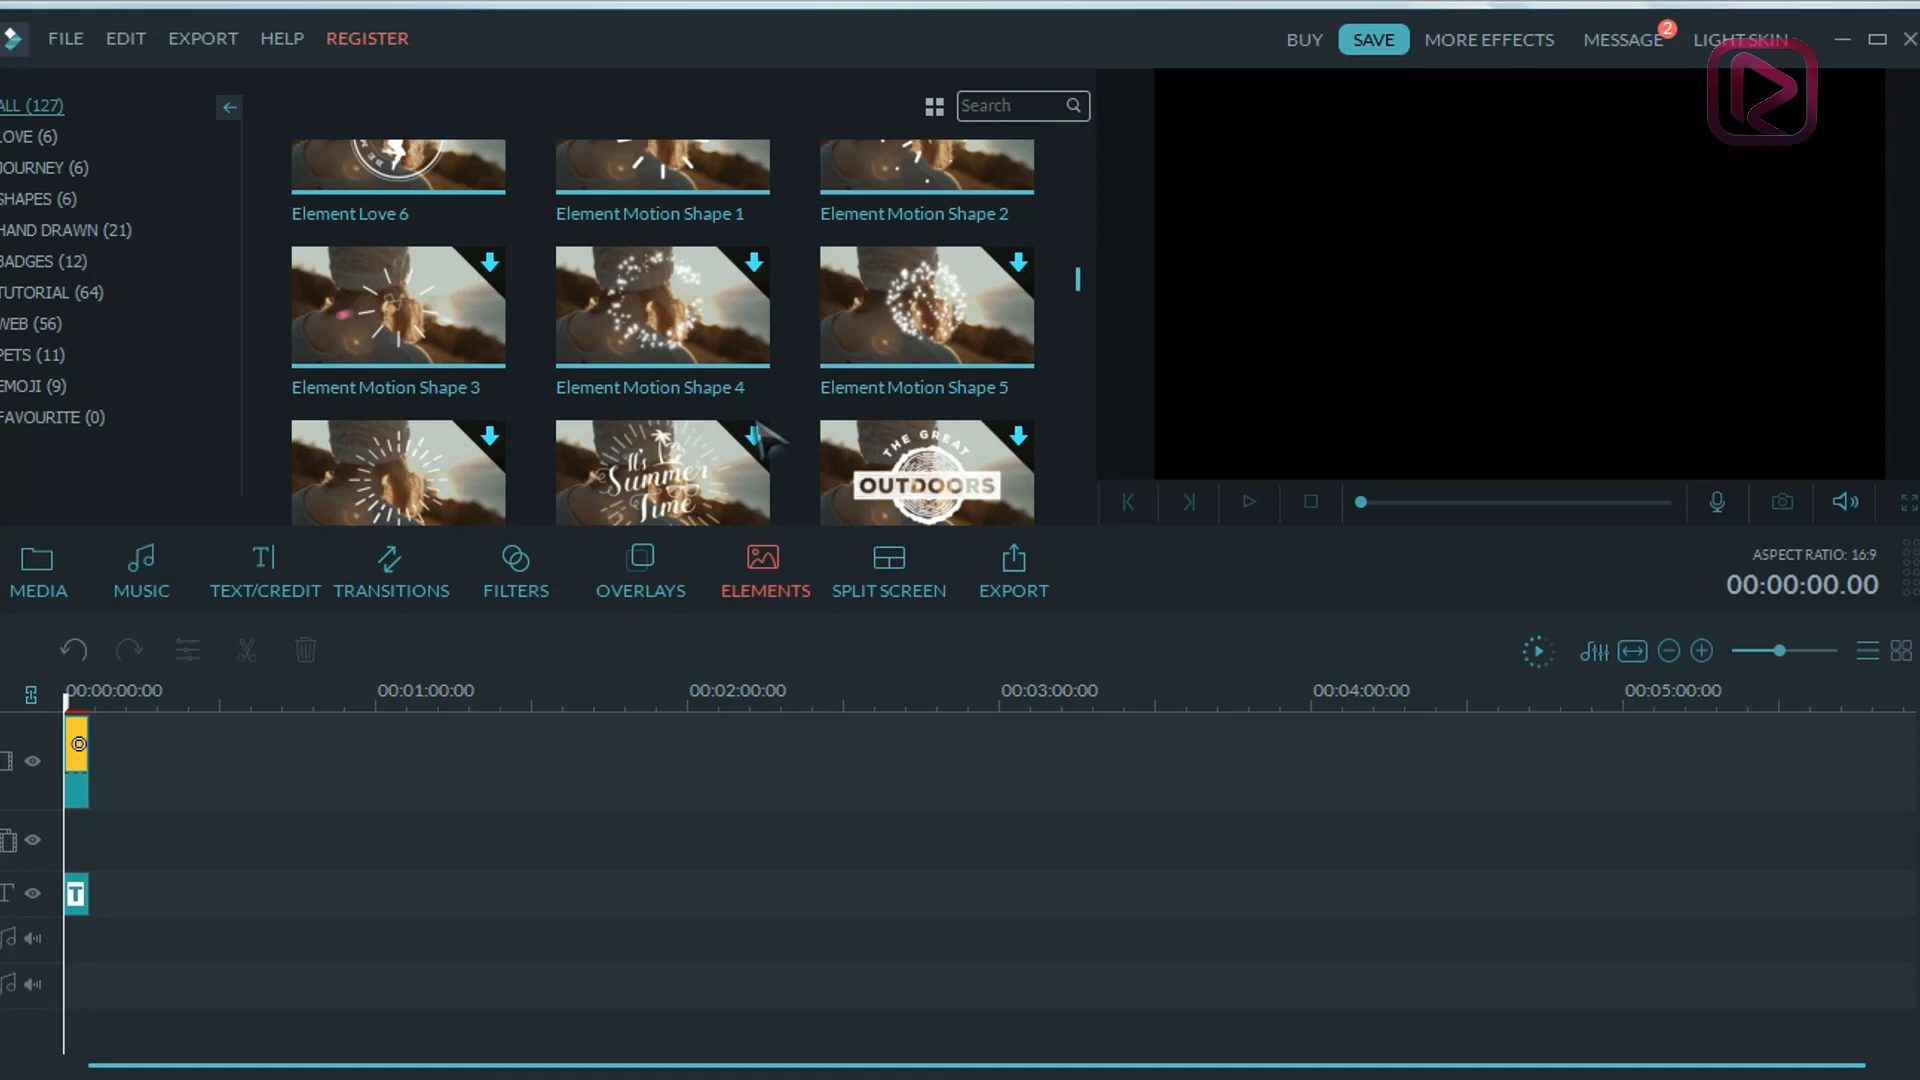 FILE EDIT EXPORT HELP REGISTER
BUY SAVE MORE EFFECTS MESSAGE 2 LIGHT SKIN
ALL (127)
LOVE (6)
JOURNEY (6)
SHAPES (6)
HAND DRAWN (21)
BADGES (12)
TUTORIAL (64)
WEB (56)
PETS (11)
EMOJI (9)
FAVOURITE (0)
Search
Element Love 6 Element Motion Shape 1 Element Motion Shape 2
Element Motion Shape 3 Element Motion Shape 4 Element Motion Shape 5
It's Summer Time
THE GREAT
OUTDOORS
MEDIA MUSIC TEXT/CREDIT TRANSITIONS FILTERS OVERLAYS ELEMENTS SPLIT SCREEN EXPORT
ASPECT RATIO: 16:9
00:00:00.00
00:00:00:00 00:01:00:00 00:02:00:00 00:03:00:00 00:04:00:00 00:05:00:00
T